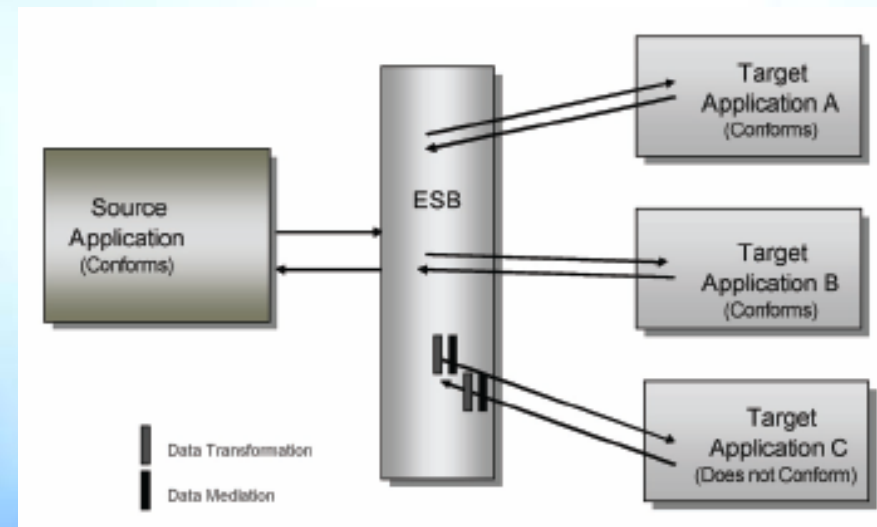 Source
Application
(Conforms)
ESB
Target
Application A
(Conforms)
Target
Application B
(Conforms)
Target
Application C
(Does not Conform)
Data Transformation
Data Mediation